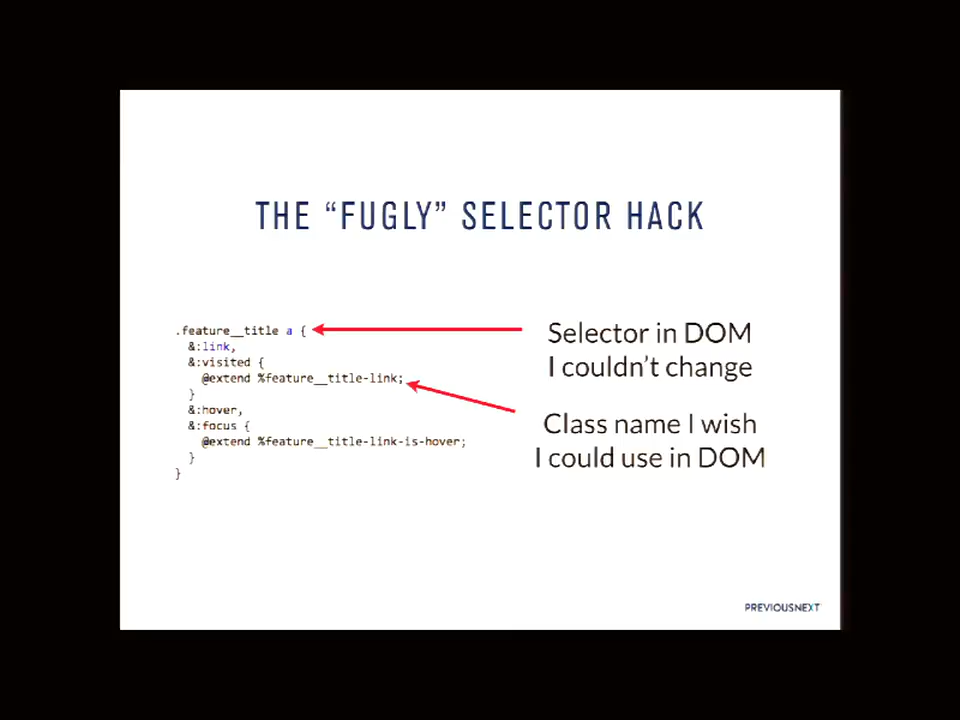 THE “FUGLY” SELECTOR HACK
.feature__title a {
&:link,
&:visited {
@extend %feature__title-link;
}
&:hover,
&:focus {
@extend %feature__title-link-is-hover;
}
}
Selector in DOM
I couldn’t change
Class name I wish
I could use in DOM
PREVIOUSNEXT